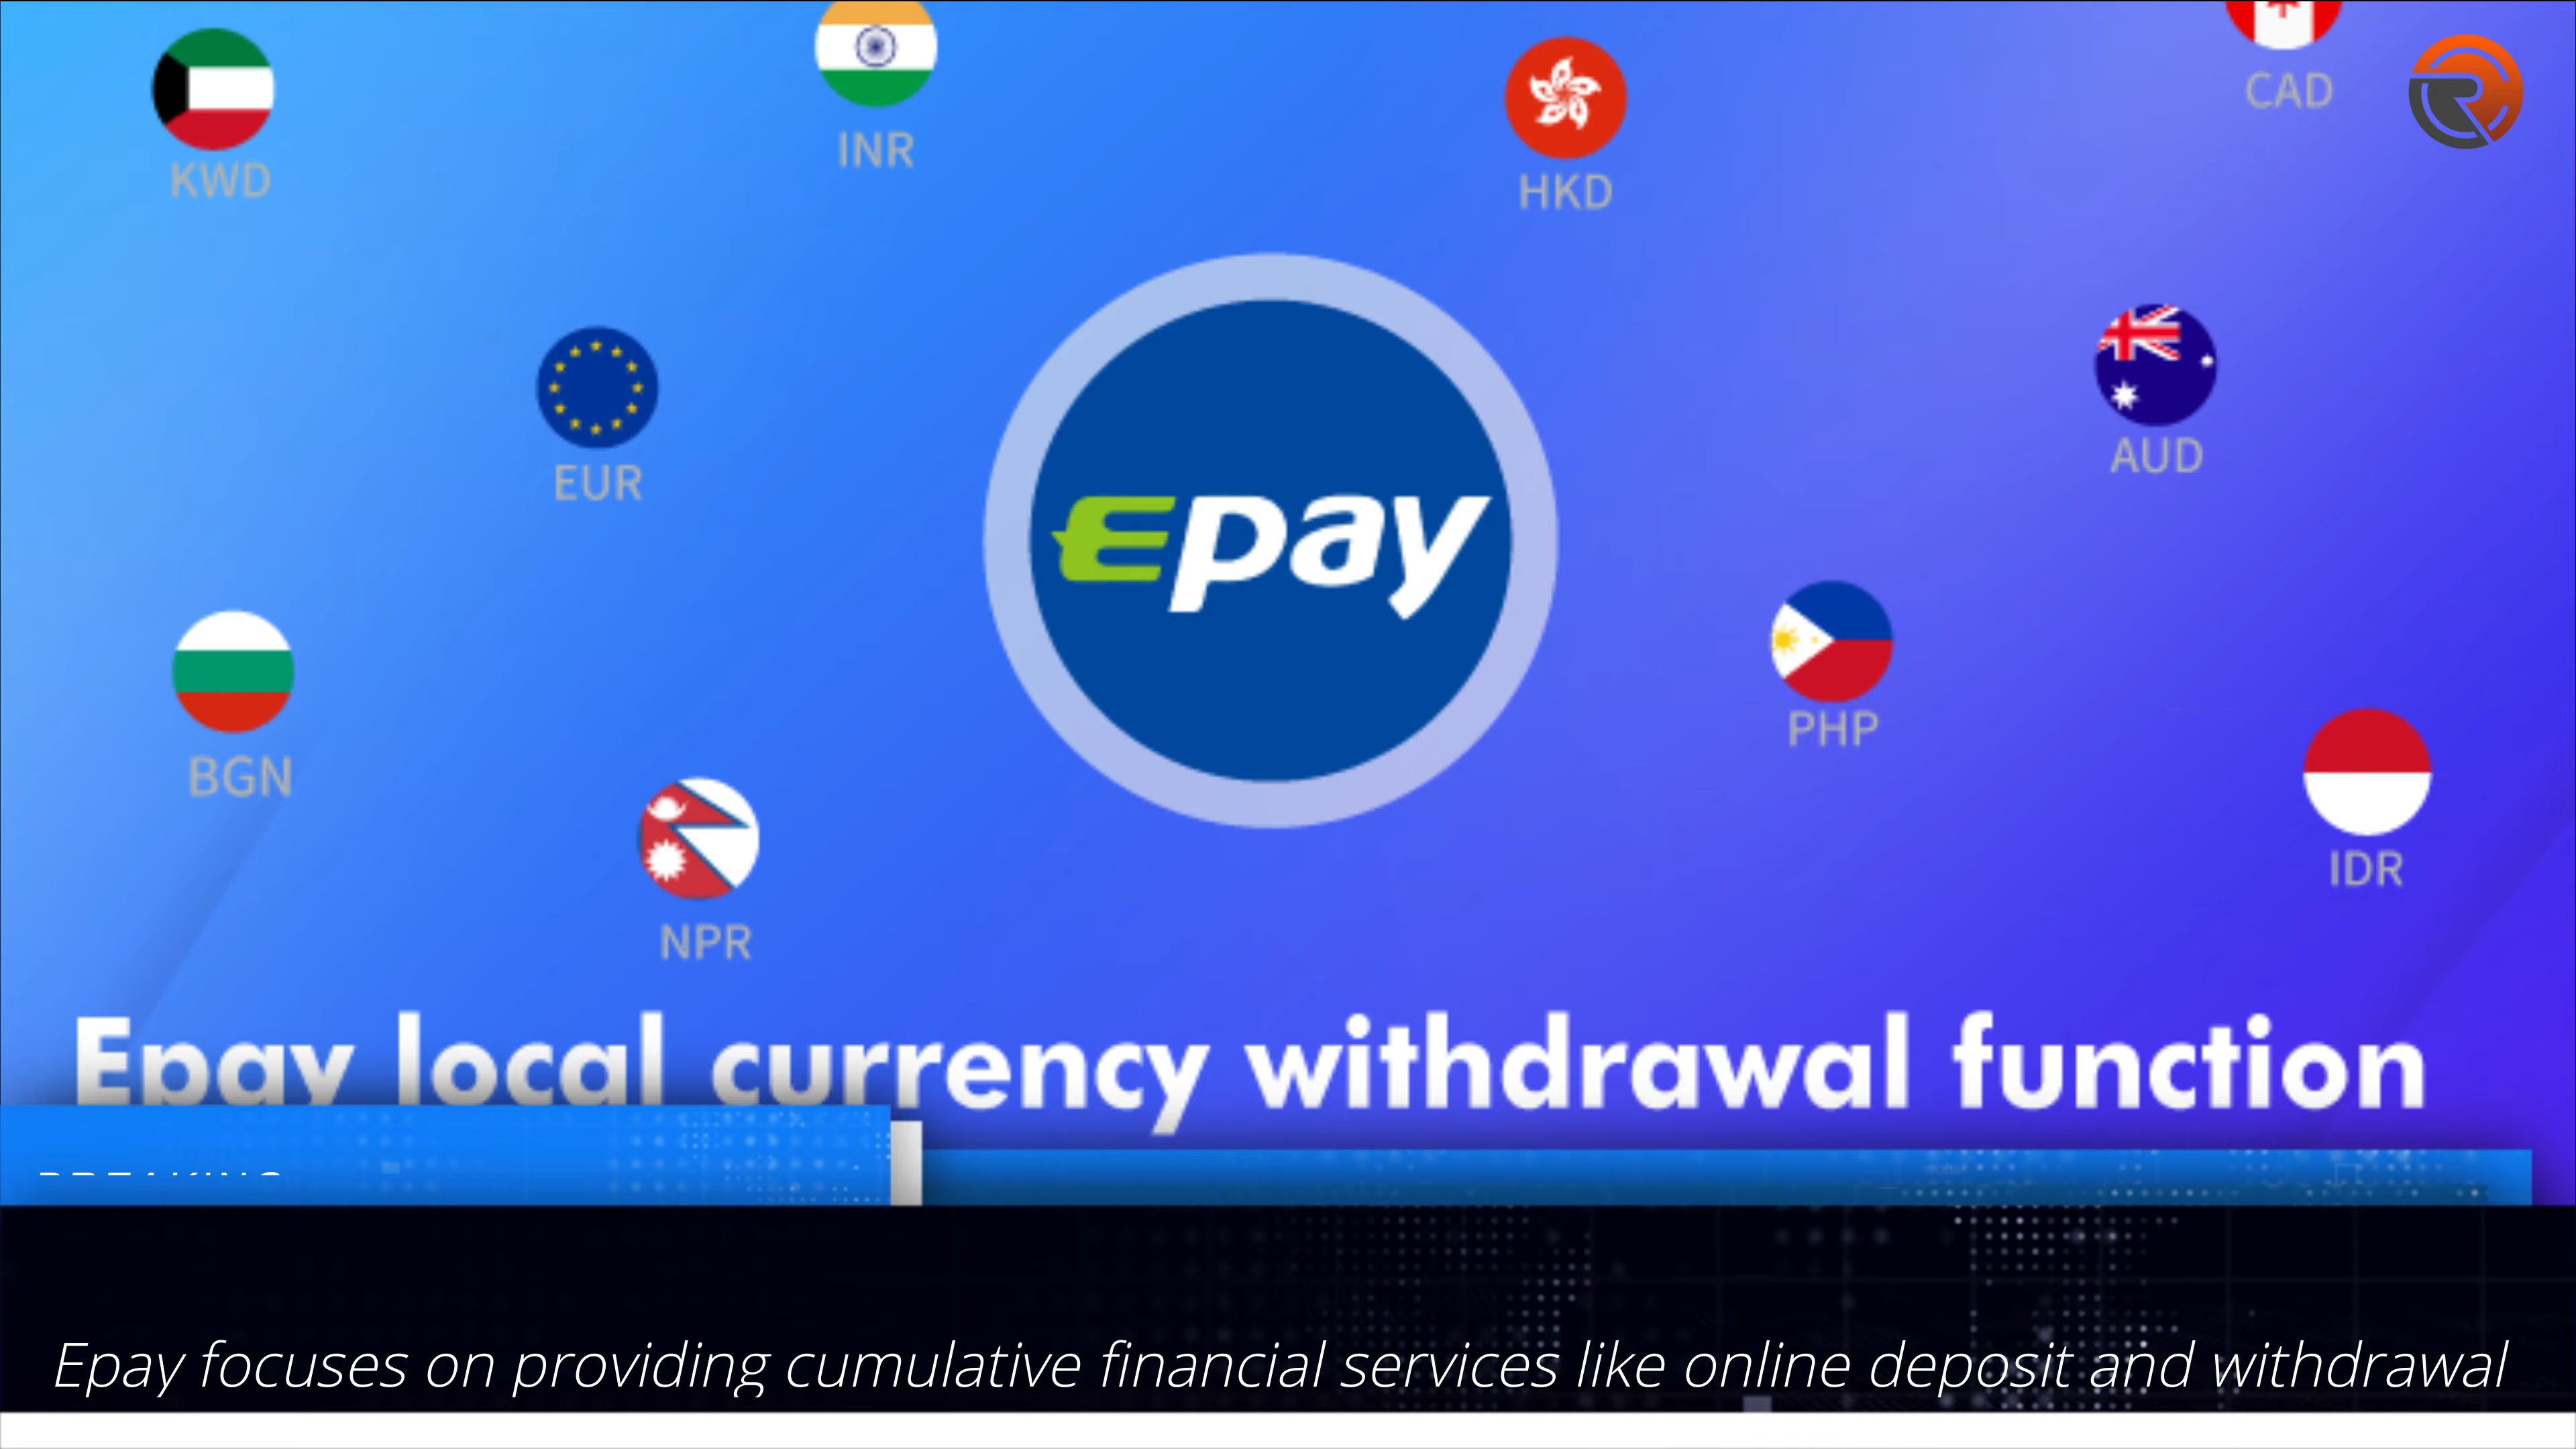 CAD
INR
KWD
HKD
AUD
EUR
Epay
PHP
BGN
IDR
NPR
Epay local currency withdrawal function
BREAKING
Epay focuses on providing cumulative financial services like online deposit and withdrawal